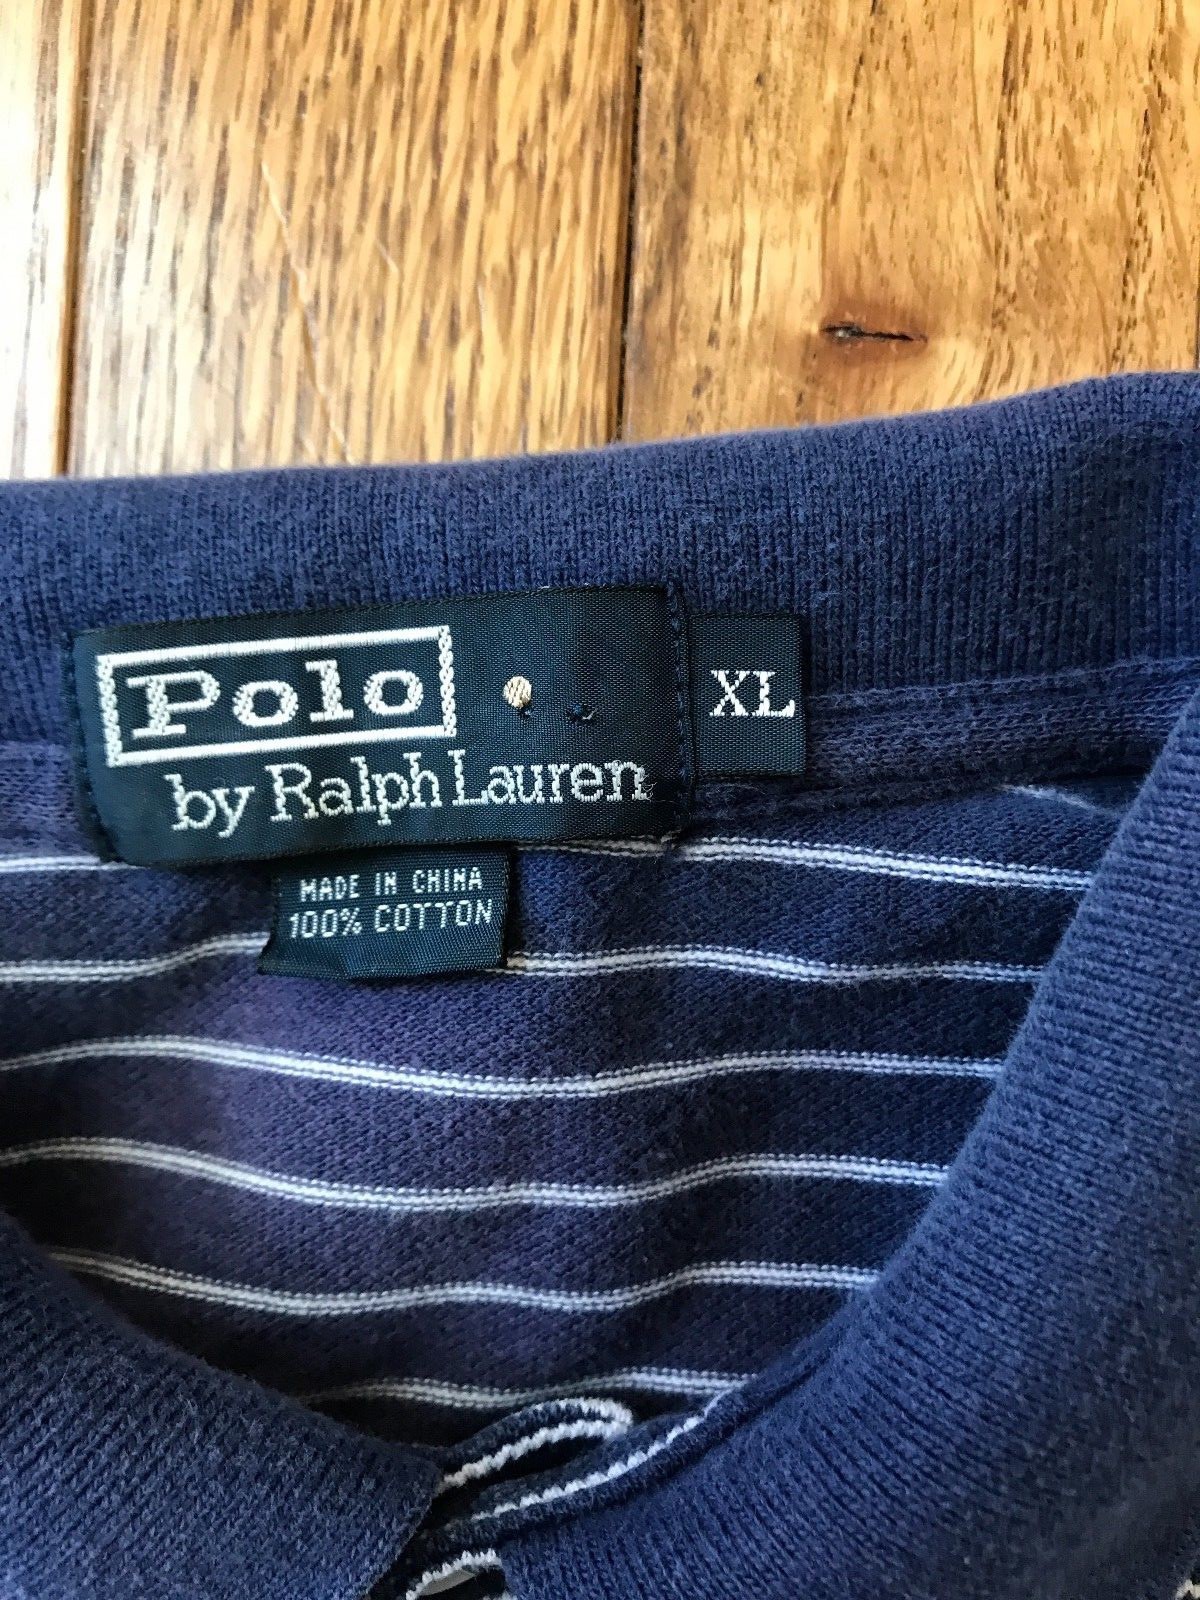 Polo
by Ralph Lauren
XL
MADE IN CHINA
100% COTTON